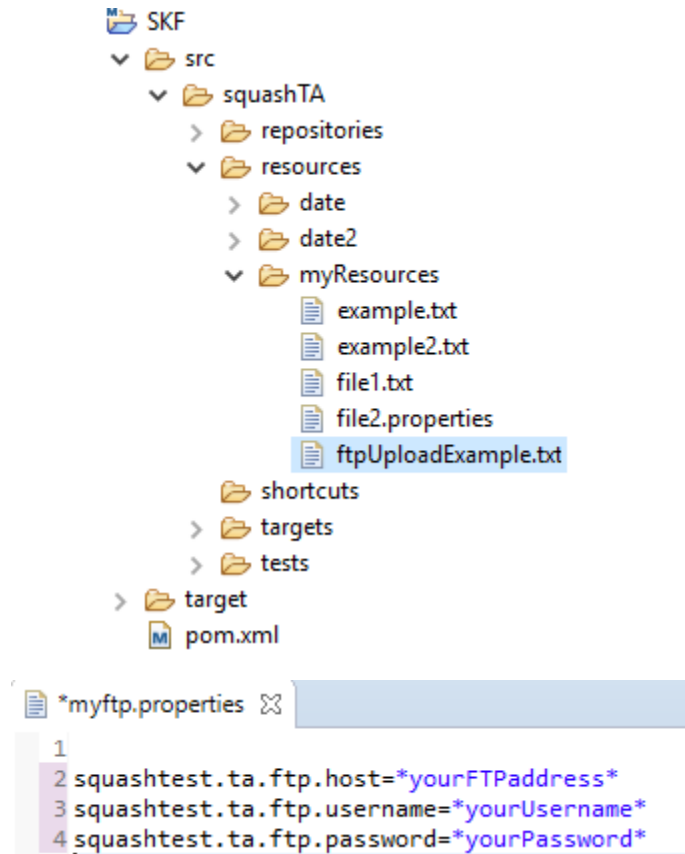 SKF
src
squashTA
repositories
resources
date
date2
myResources
example.txt
example2.txt
file1.txt
file2.properties
ftpUploadExample.txt
shortcuts
targets
tests
target
pom.xml
*myftp.properties
1
2 squashtest.ta.ftp.host=*yourFTPaddress*
3 squashtest.ta.ftp.username=*yourUsername*
4 squashtest.ta.ftp.password=*yourPassword*